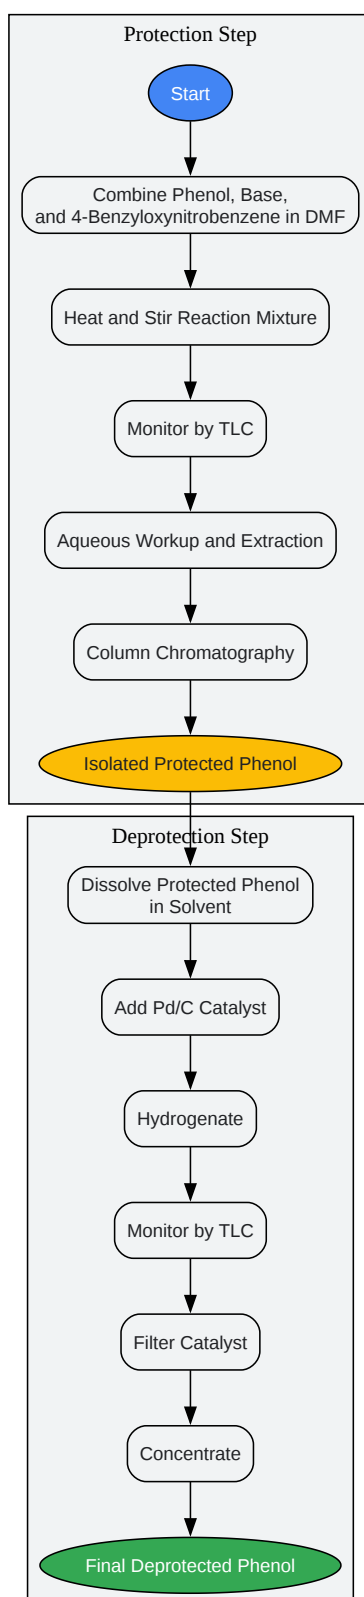 Protection Step
Start
Combine Phenol, Base,
and 4-Benzyloxynitrobenzene in DMF
Heat and Stir Reaction Mixture
Monitor by TLC
Aqueous Workup and Extraction
Column Chromatography
Isolated Protected Phenol
Deprotection Step
Dissolve Protected Phenol
in Solvent
Add Pd/C Catalyst
Hydrogenate
Monitor by TLC
Filter Catalyst
Concentrate
Final Deprotected Phenol